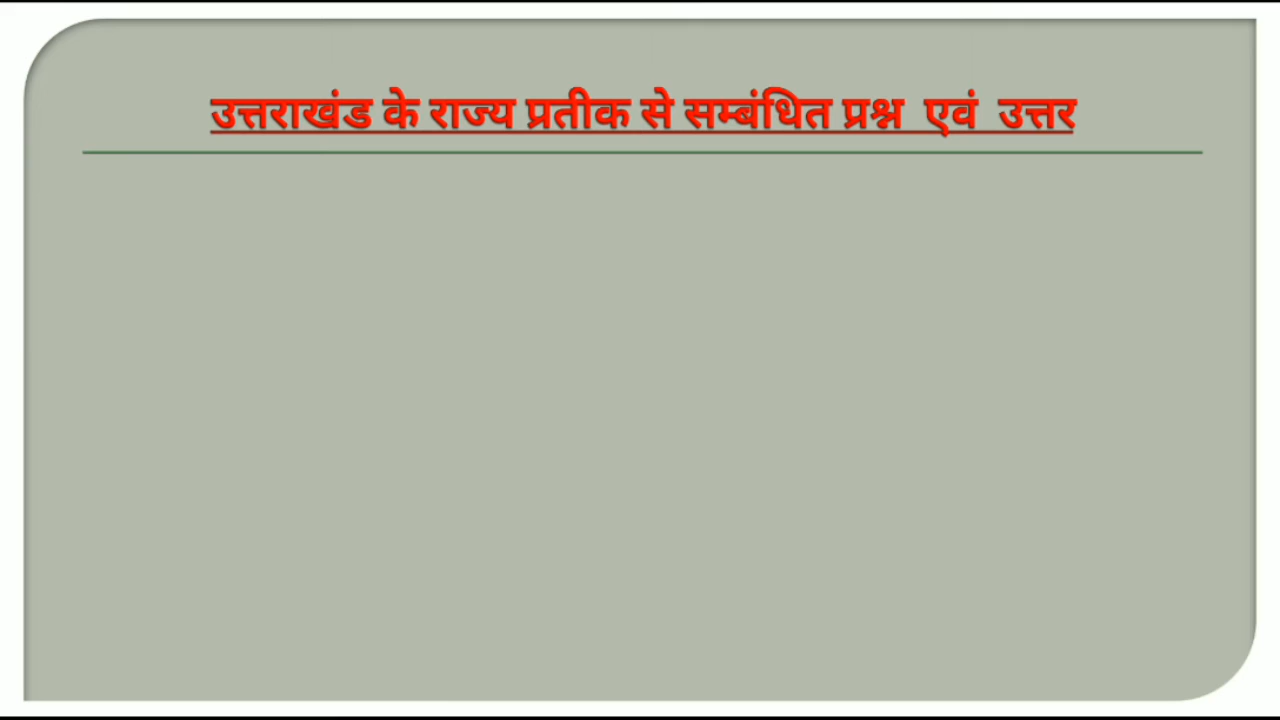 उत्तराखंड के राज्य प्रतीक से सम्बंधित प्रश्न एवं उत्तर